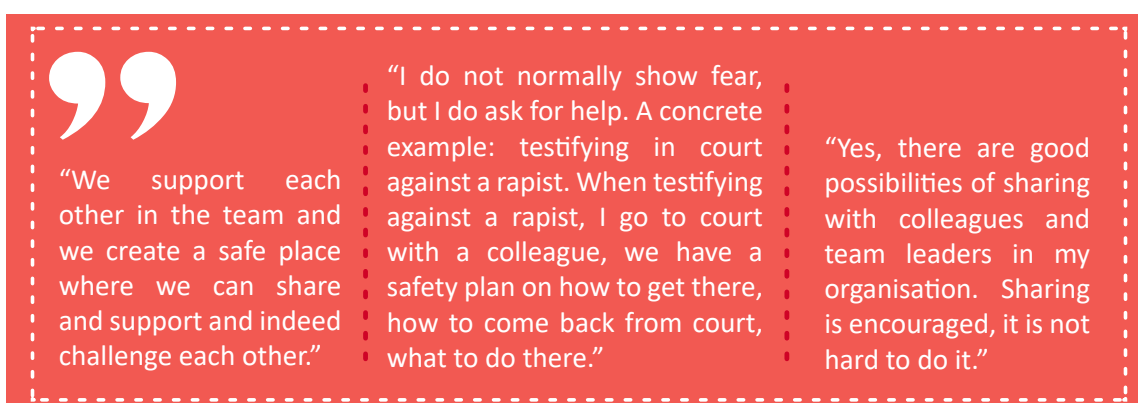 “We support each
other in the team and
we create a safe place
where we can share
and support and indeed
challenge each other.”
“I do not normally show fear,
but I do ask for help. A concrete
example: testifying in court
against a rapist. When testifying
against a rapist, I go to court
with a colleague, we have a
safety plan on how to get there,
how to come back from court,
what to do there.”
“Yes, there are good
possibilities of sharing
with colleagues and
team leaders in my
organisation. Sharing
is encouraged, it is not
hard to do it.”